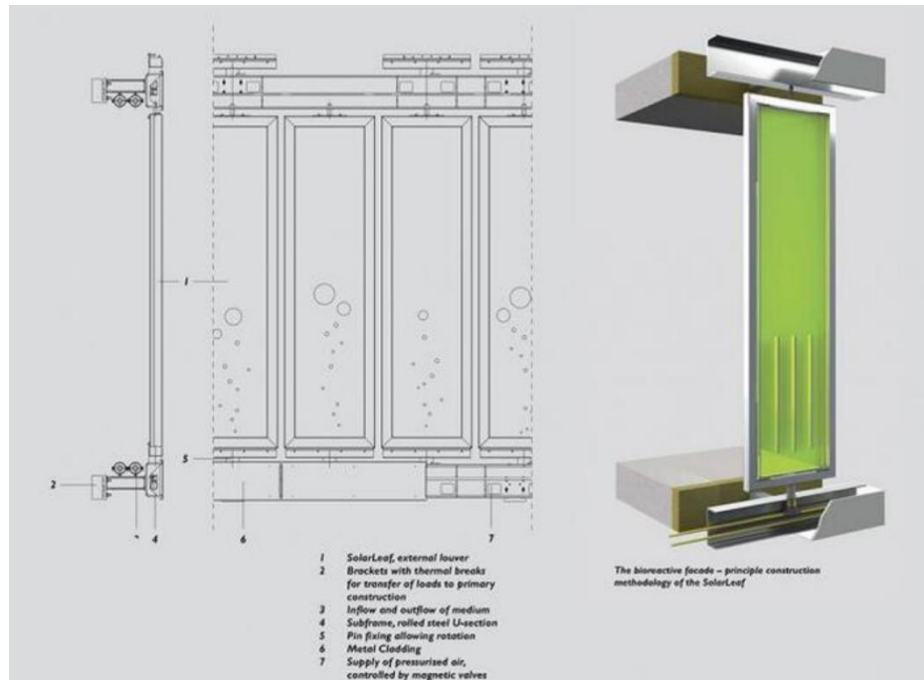 1
2
5
4
6
7
1 SolarLeaf, external louver
2 Brackets with thermal breaks
for transfer of loads to primary
construction
3 Inflow and outflow of medium
4 Subframe, rolled steel U-section
5 Pin fixing allowing rotation
6 Metal Cladding
7 Supply of pressurised air,
controlled by magnetic valves
The bioreactive facade – principle construction
methodology of the SolarLeaf